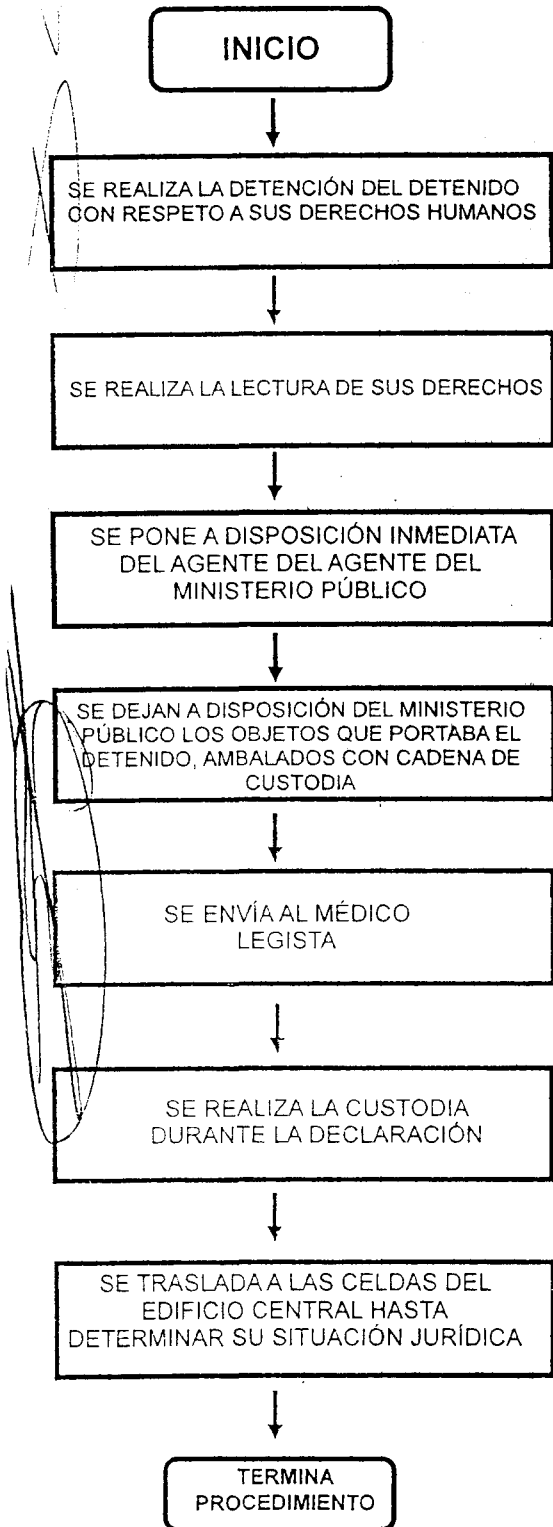 INICIO
SE REALIZA LA DETENCIÓN DEL DETENIDO
CON RESPETO A SUS DERECHOS HUMANOS
SE REALIZA LA LECTURA DE SUS DERECHOS
SE PONE A DISPOSICIÓN INMEDIATA
DEL AGENTE DEL AGENTE DEL
MINISTERIO PÚBLICO
SE DEJAN A DISPOSICIÓN DEL MINISTERIO
PÚBLICO LOS OBJETOS QUE PORTABA EL
DETENIDO, AMBALADOS CON CADENA DE
CUSTODIA
SE ENVÍA AL MÉDICO
LEGISTA
SE REALIZA LA CUSTODIA
DURANTE LA DECLARACIÓN
SE TRASLADA A LAS CELDAS DEL
EDIFICIO CENTRAL HASTA
DETERMINAR SU SITUACIÓN JURÍDICA
TERMINA
PROCEDIMIENTO